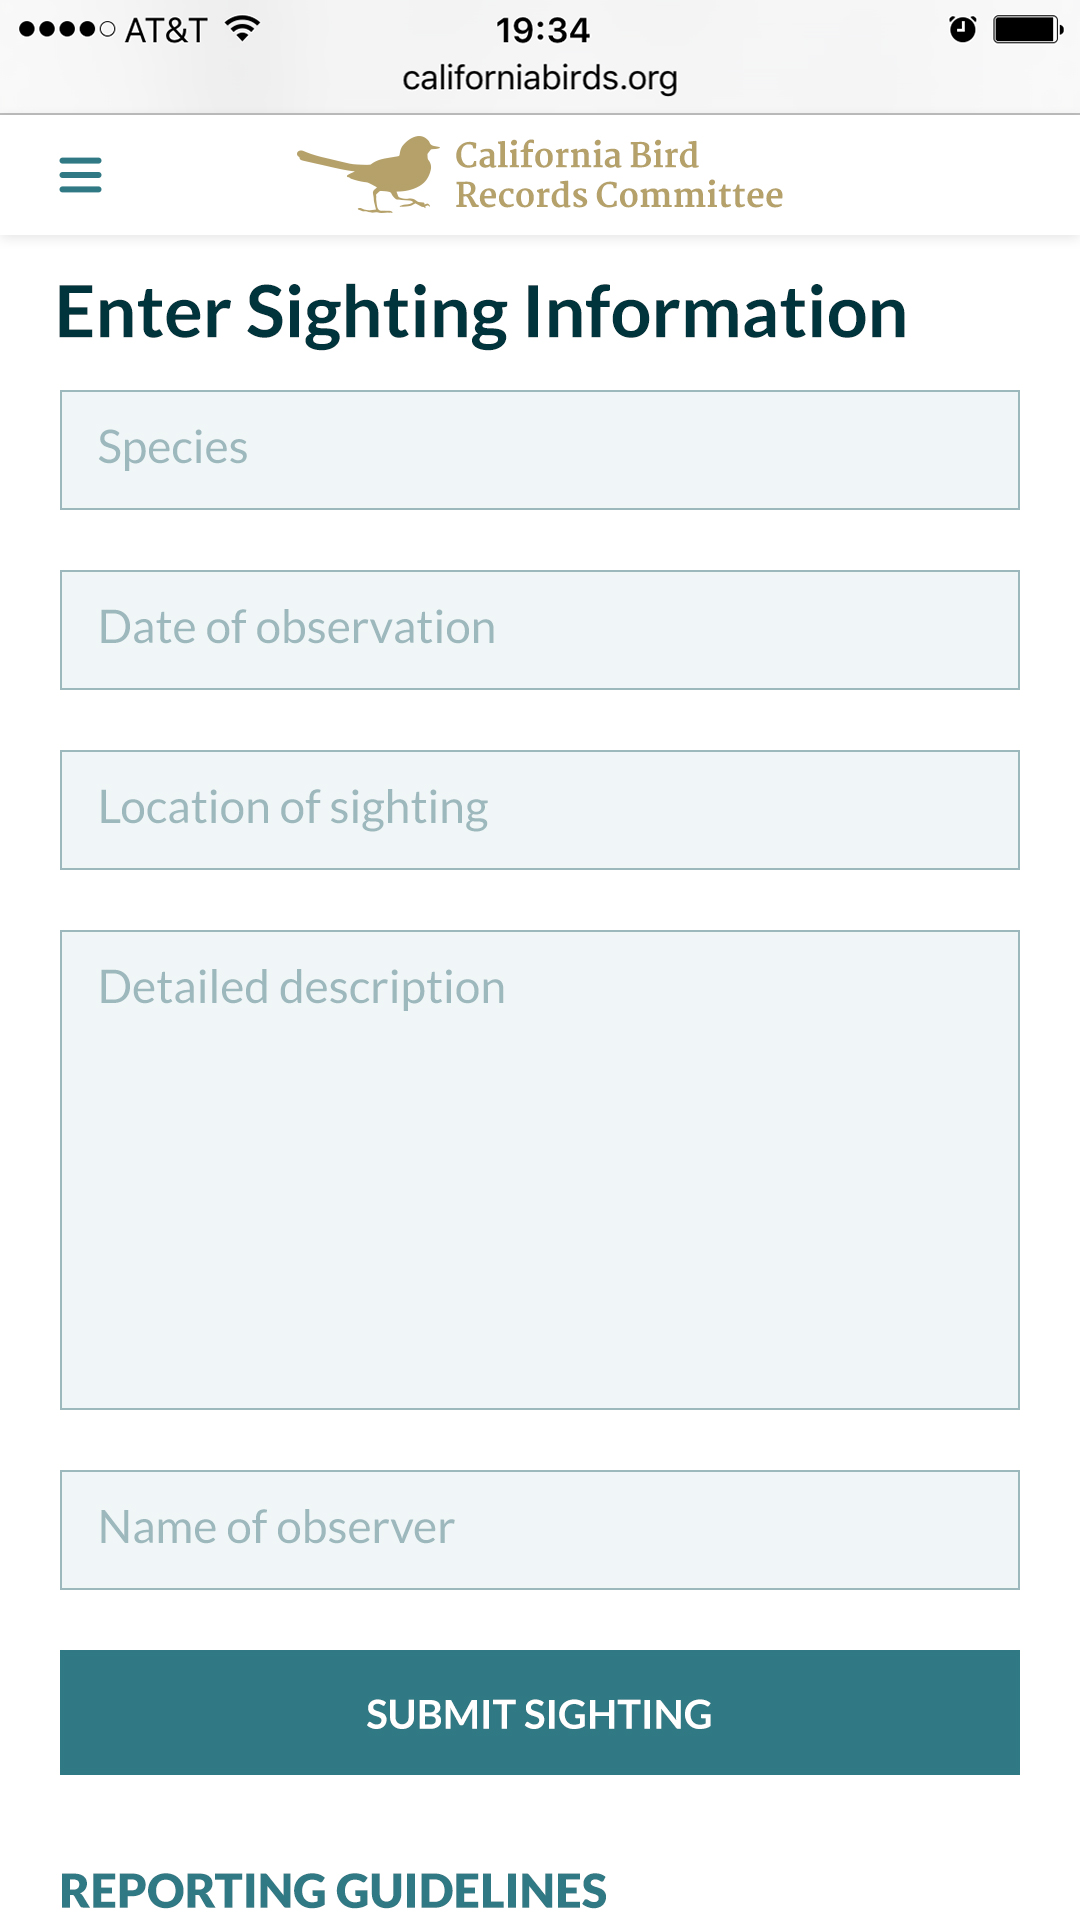 AT&T
19:34
californiabirds.org
California Bird
Records Committee
Enter Sighting Information
Species
Date of observation
Location of sighting
Detailed description
Name of observer
SUBMIT SIGHTING
REPORTING GUIDELINES